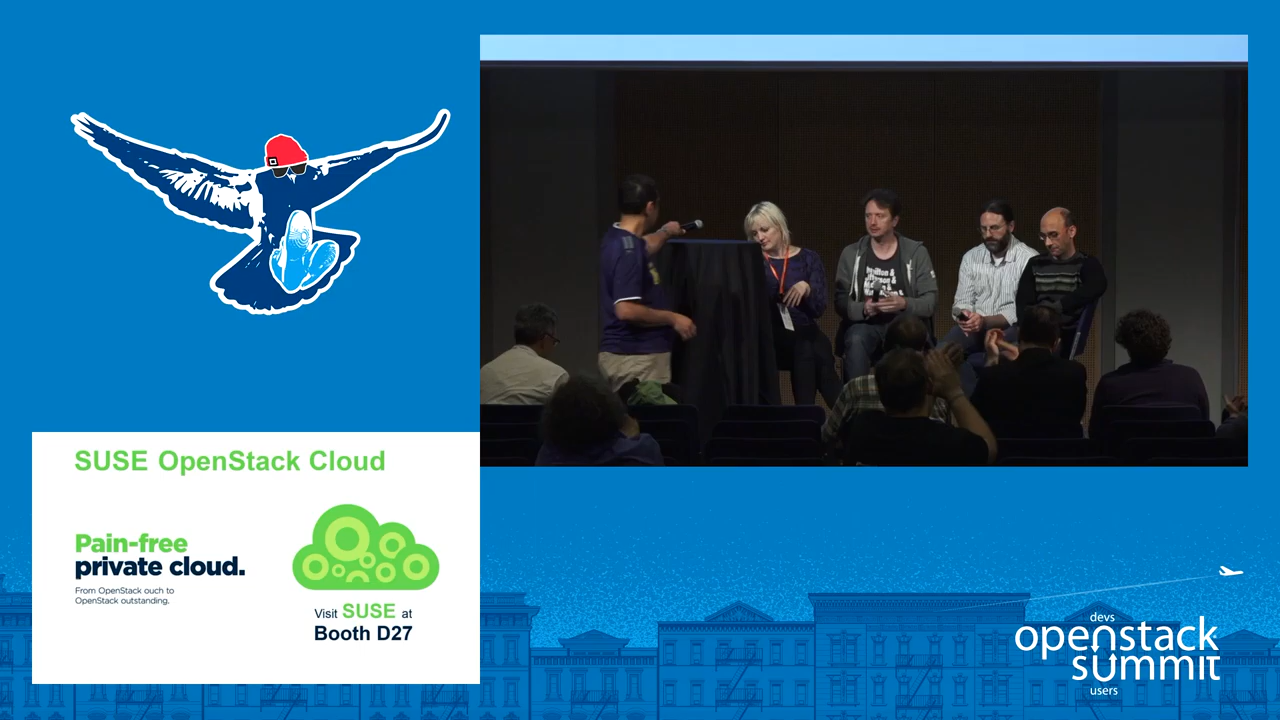 SUSE OpenStack Cloud
Pain-free
private cloud.
From OpenStack ouch to
OpenStack outstanding.
Visit SUSE at
Booth D27
devs
openstack
summit
users